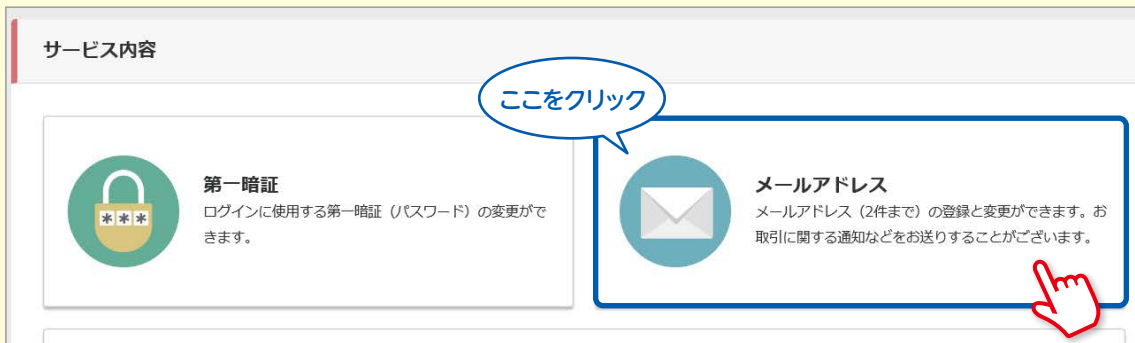 サービス内容
ここをクリック
第一暗証
ログインに使用する第一暗証（パスワード）の変更がで
きます。
***
メールアドレス
メールアドレス（2件まで）の登録と変更ができます。お
取引に関する通知などをお送りすることがございます。